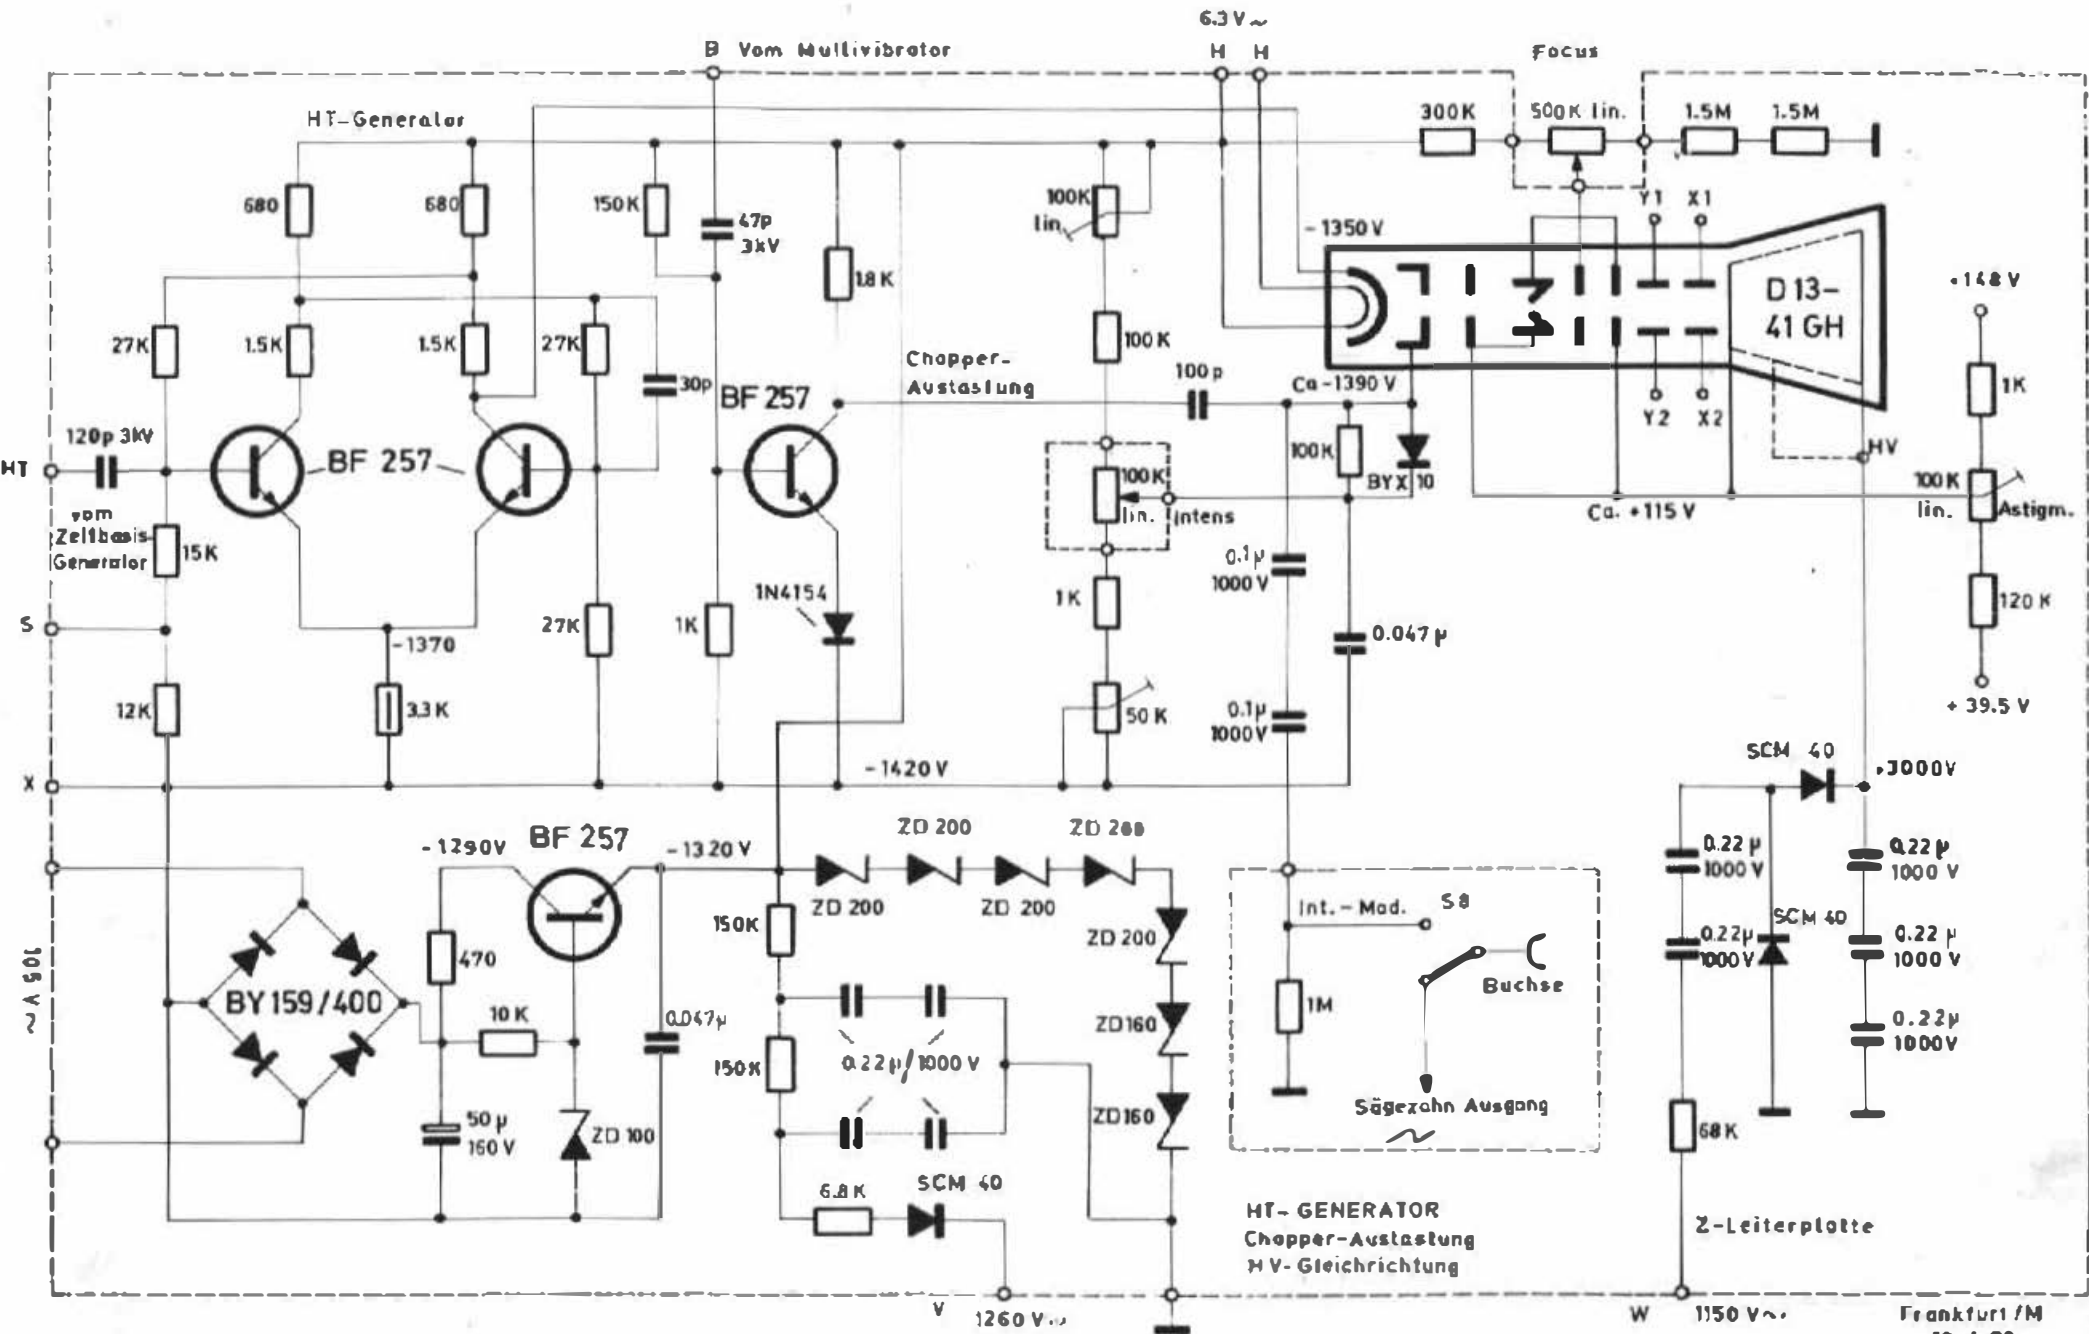 6.3 V ~
B Vom Multivibrator
H H
Focus
HT-Generator
300K
500K lin.
1.5M
1.5M
680
680
150K
47p
3kV
1.8K
100K
lin.
-1350 V
Y1 X1
D 13-
41 GH
+148 V
27K
1.5K
1.5K
27K
30p
BF 257
Chopper-
Austastung
100K
100 p
Ca -1390 V
Y2 X2
1K
HT
120p 3kV
BF 257
100K
lin.
Intens
100K
BYX 10
HV
100K
lin.
Astigm.
Ca. +115 V
vom
Zeitbasis-
Generator
15K
0.1µ
1000 V
1N4154
1K
120 K
S
-1370
27K
1K
0.047 µ
12K
3.3 K
50 K
0.1µ
1000V
+ 39.5 V
X
-1420 V
SCM 40
+3000V
-1290V
BF 257
-1320 V
ZD 200
ZD 200
ZD 200
ZD 200
0.22 µ
1000 V
0.22 µ
1000 V
105 V ~
470
150K
ZD 200
Int.-Mod.
S8
Buchse
SCM 40
0.22µ
1000 V
0.22 µ
1000 V
BY 159/400
10 K
0.047µ
150K
0.22 µ/1000 V
ZD160
1M
0.22µ
1000V
50 µ
160 V
ZD 100
ZD160
Sägezahn Ausgang
68K
6.8 K
SCM 40
HT- GENERATOR
Chopper-Austastung
HV-Gleichrichtung
Z-Leiterplatte
V
1260 V~
W
1150 V~
Frankfurt/M